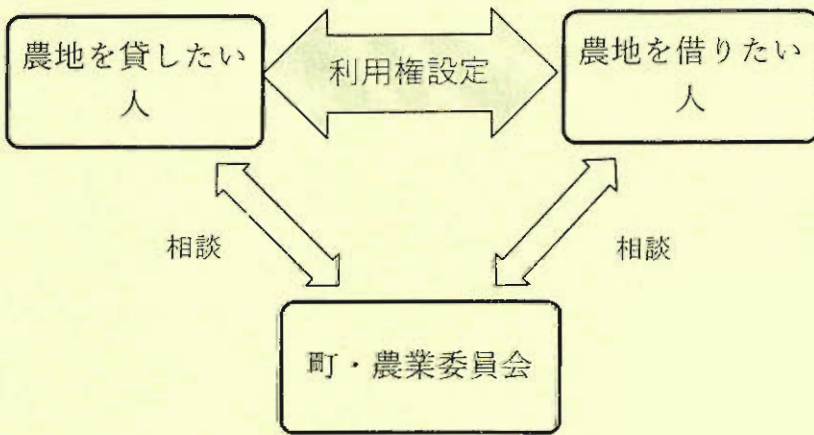 農地を貸したい
人
利用権設定
農地を借りたい
人
相談
相談
町・農業委員会